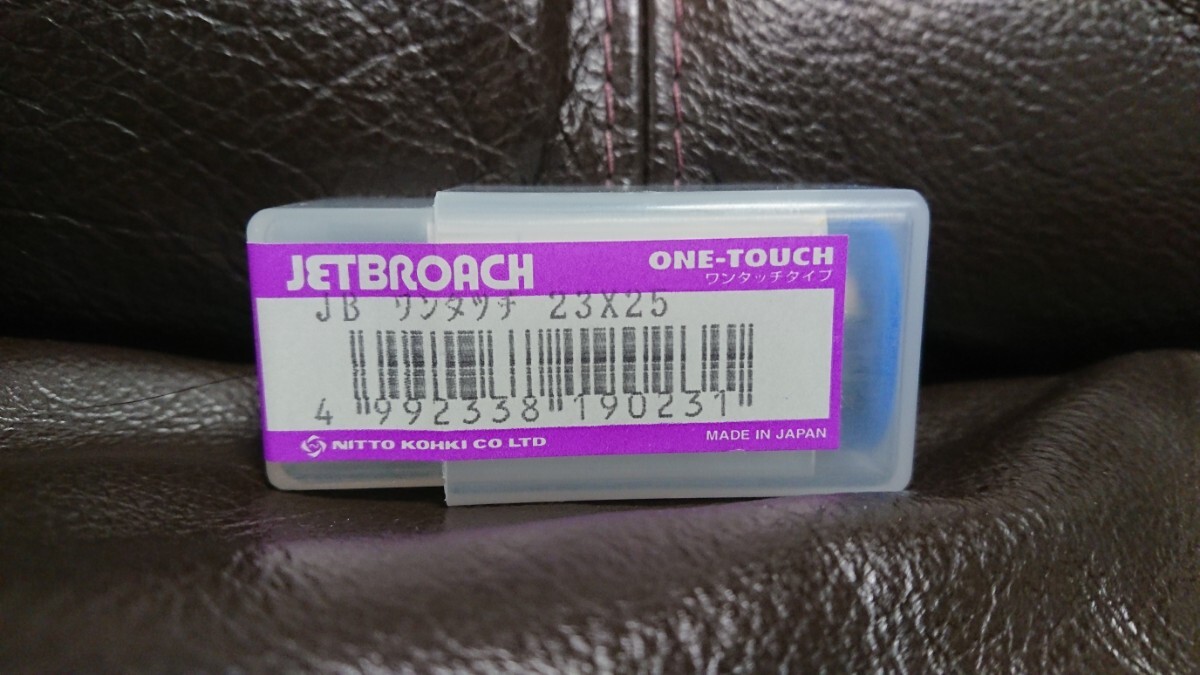 JETBROACH
ONE-TOUCH
ワンタッチタイプ
JB ワンタッチ 23X25
4 992338 190231
NITTO KOHKI CO LTD
MADE IN JAPAN